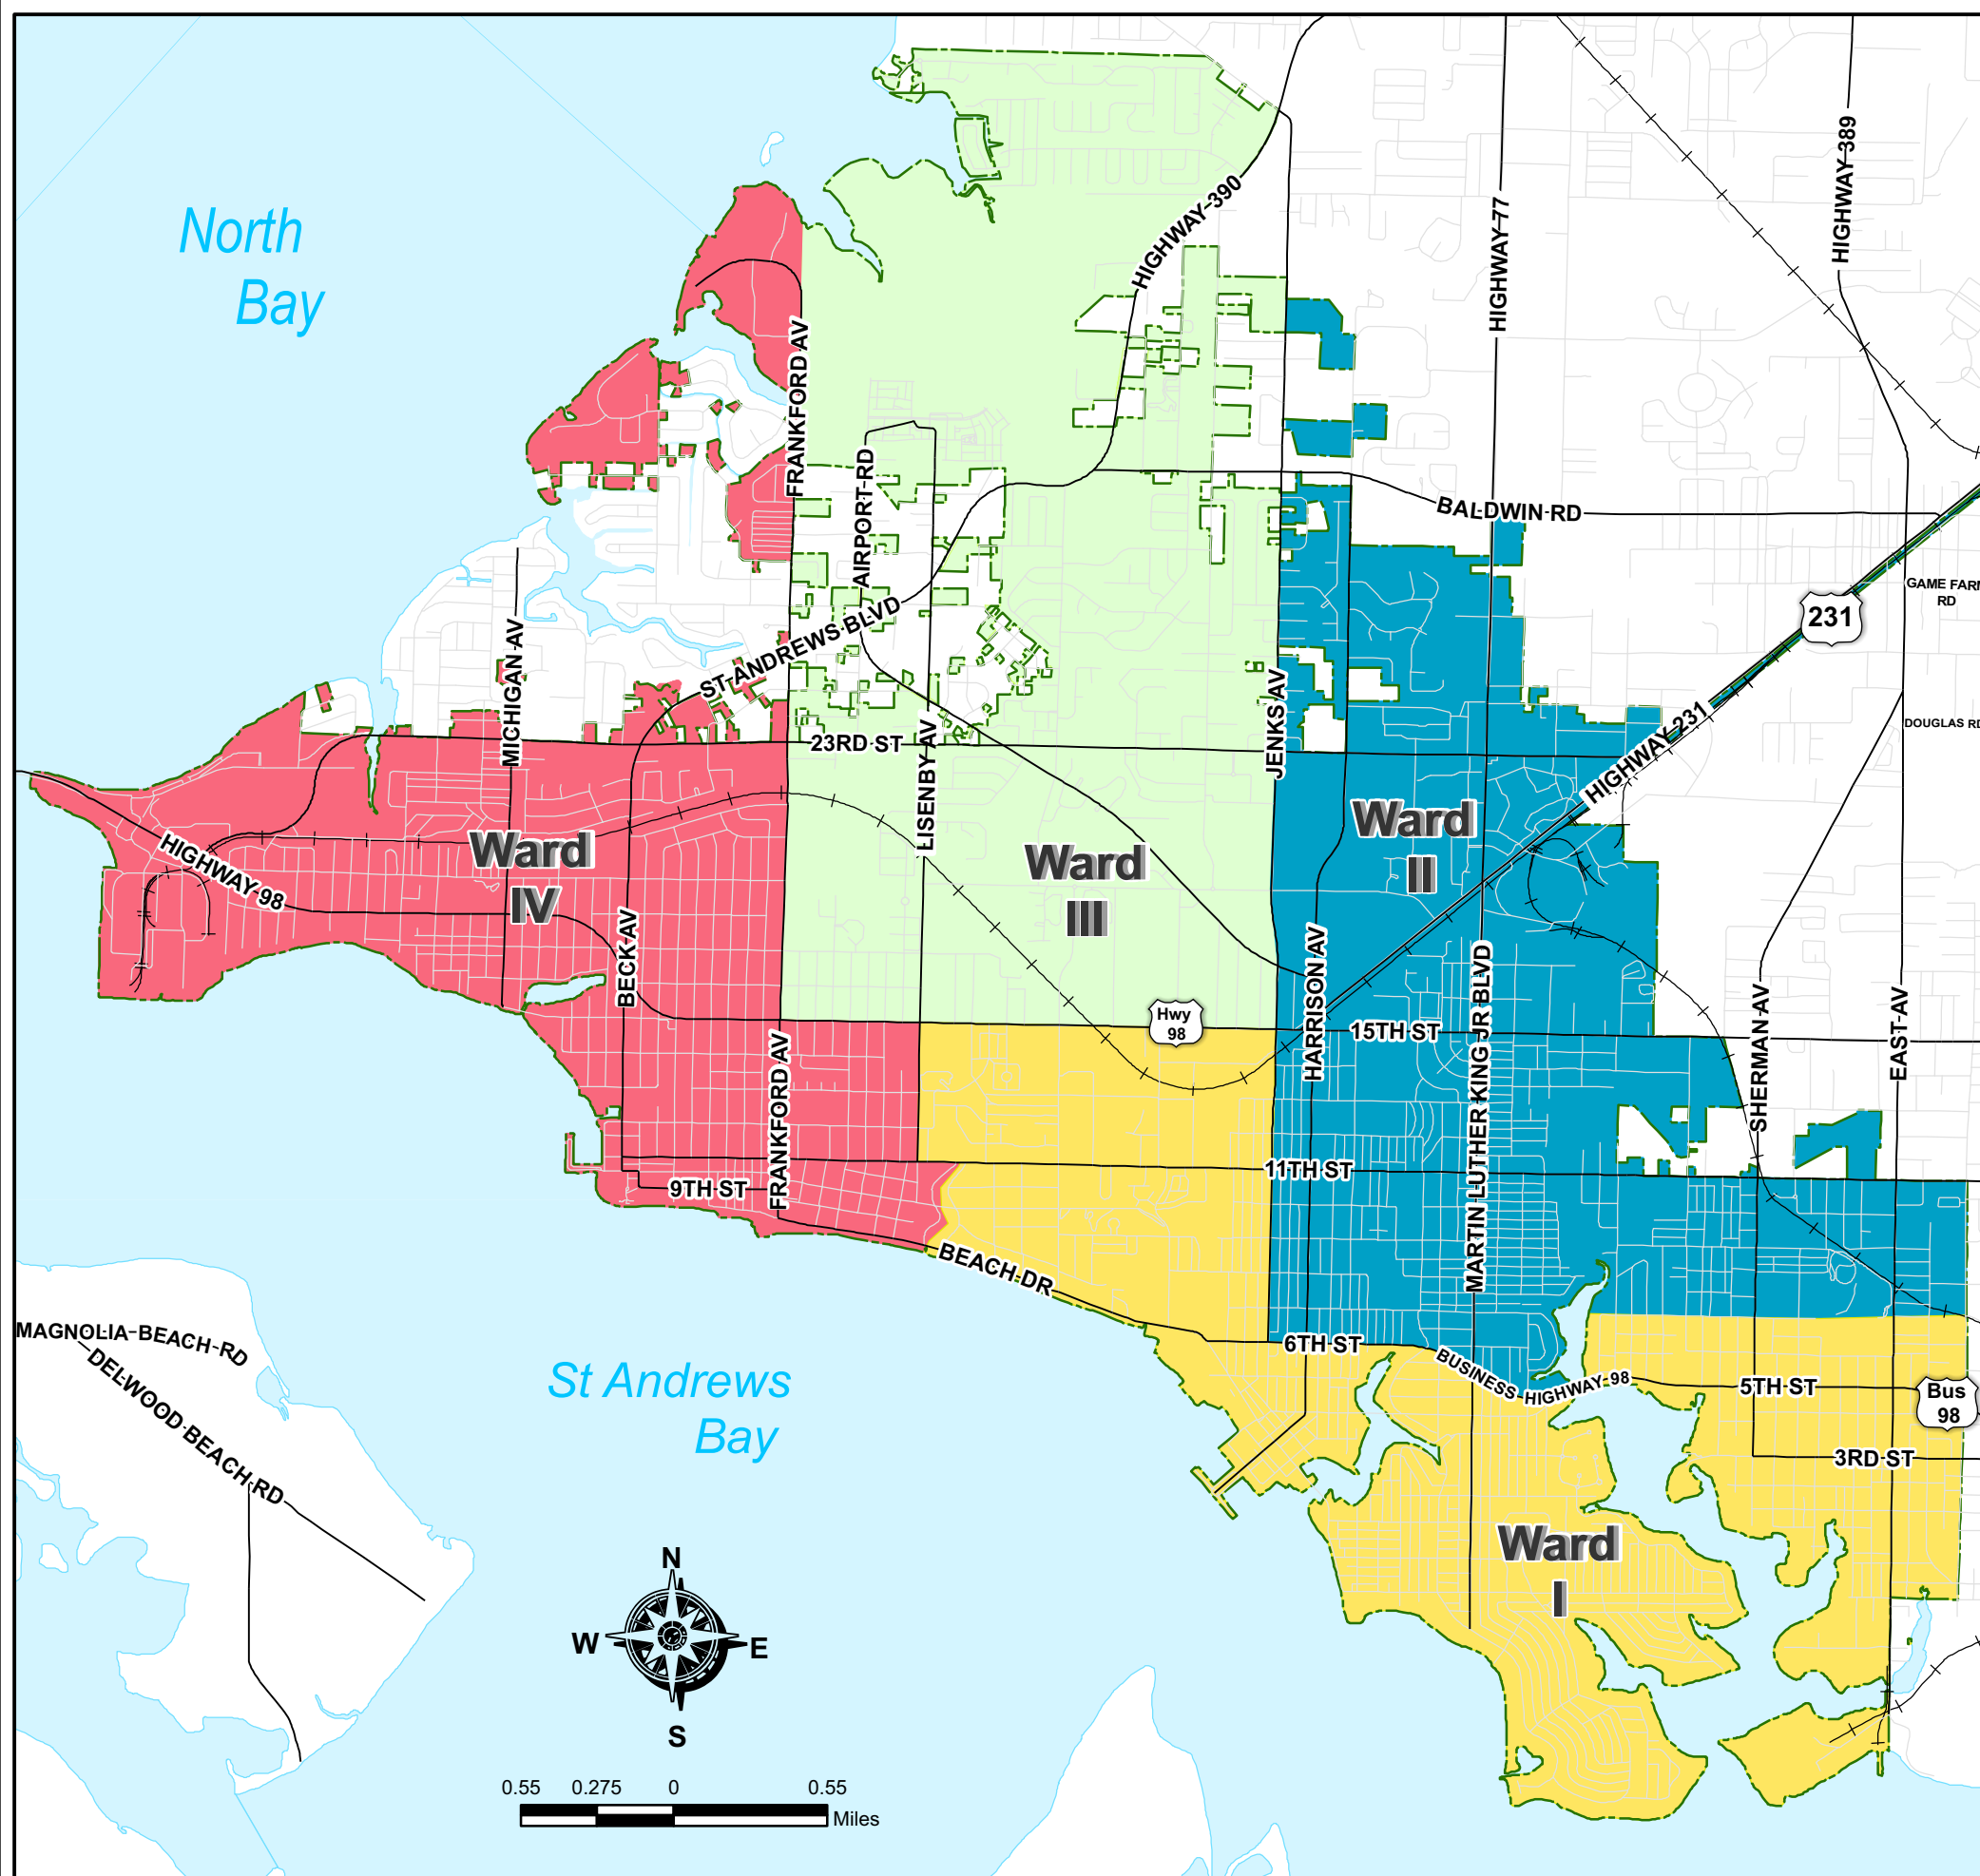 North
Bay
HIGHWAY 390
HIGHWAY 77
HIGHWAY 389
FRANKFORD AV
AIRPORT RD
BALDWIN RD
GAME FARM
RD
231
ST ANDREWS BLVD
MICHIGAN AV
JENKS AV
HIGHWAY 231
DOUGLAS RD
23RD ST
LISENBY AV
Ward
II
Ward
IV
Ward
III
HIGHWAY 98
BECK AV
HARRISON AV
MARTIN LUTHER KING JR BLVD
SHERMAN AV
EAST AV
Hwy
98
15TH ST
FRANKFORD AV
11TH ST
9TH ST
BEACH DR
MAGNOLIA BEACH RD
DELWOOD BEACH RD
6TH ST
BUSINESS HIGHWAY 98
5TH ST
Bus
98
St Andrews
Bay
3RD ST
Ward
I
N
W
E
S
0.55 0.275 0 0.55
Miles